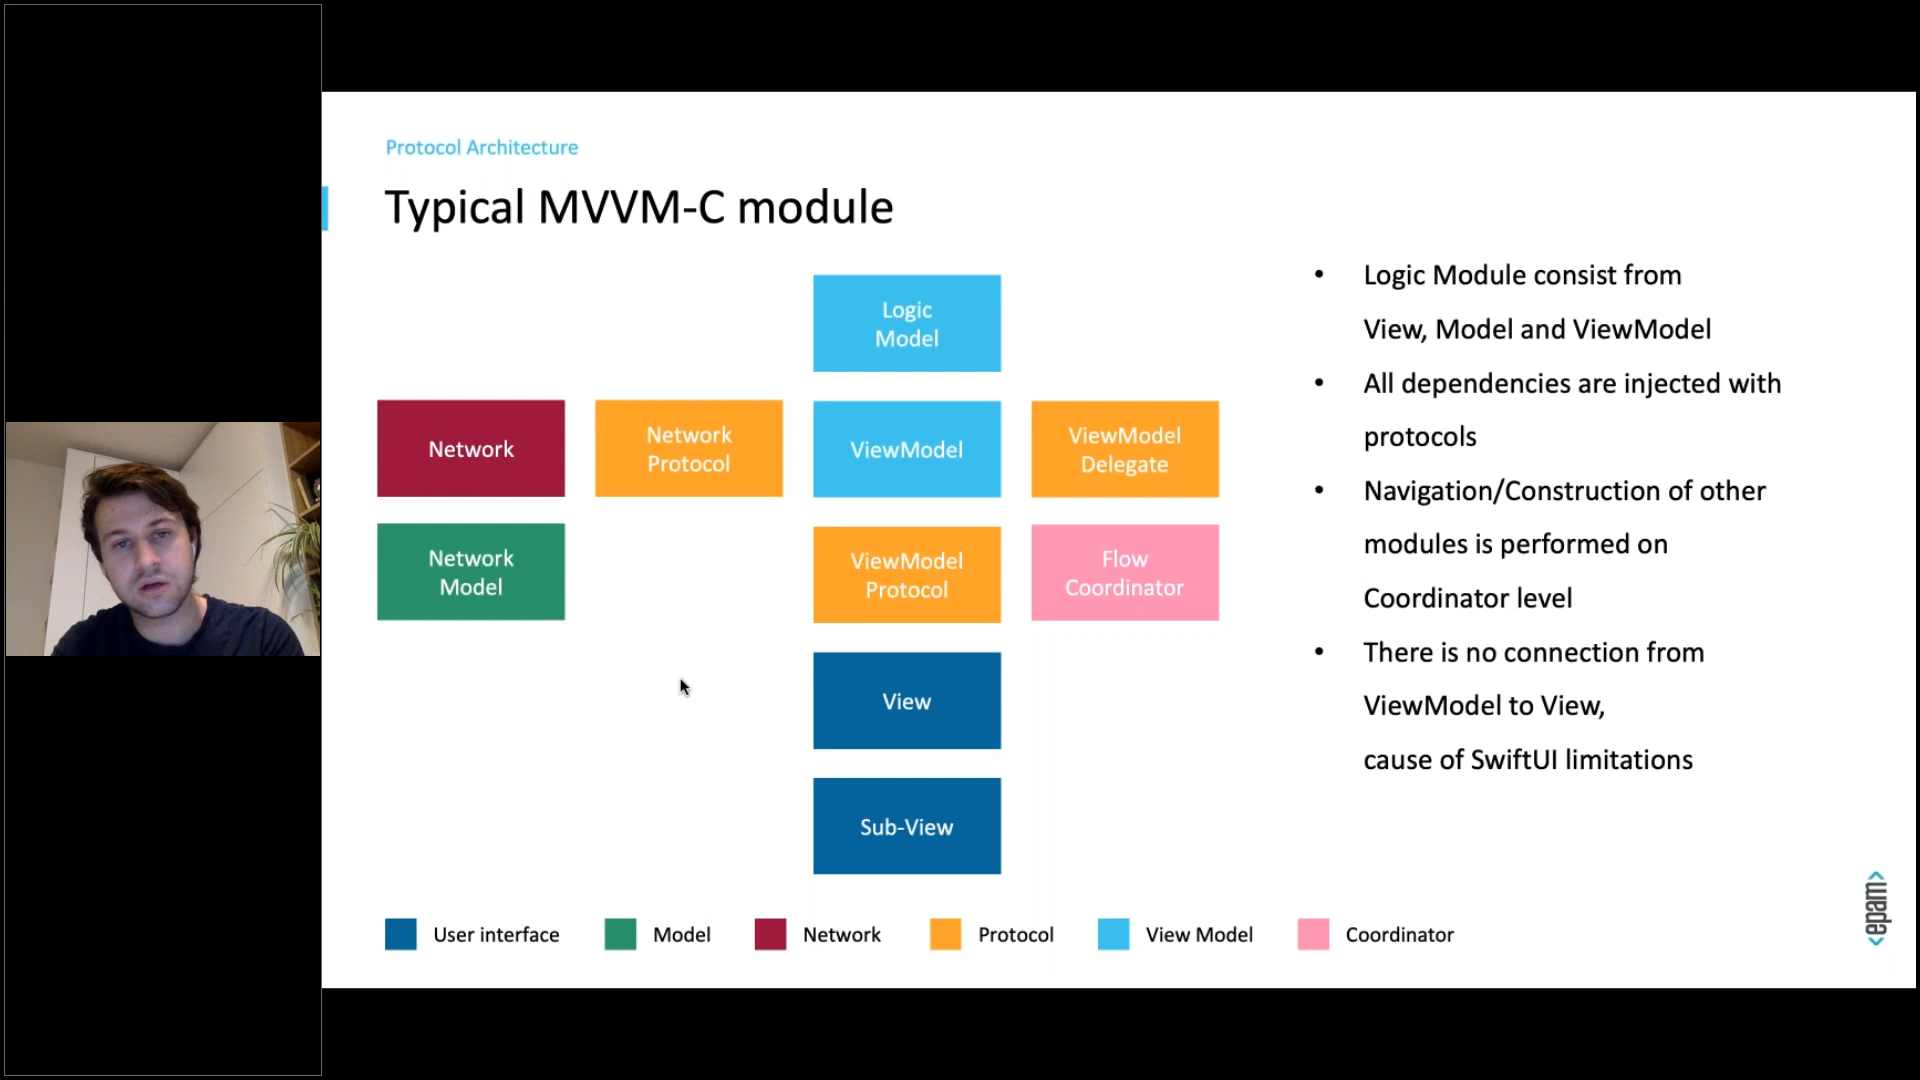 Protocol Architecture
Typical MVVM-C module
Logic
Model
Network
Network
Protocol
ViewModel
ViewModel
Delegate
Network
Model
ViewModel
Protocol
Flow
Coordinator
View
Sub-View
• Logic Module consist from
View, Model and ViewModel
• All dependencies are injected with
protocols
• Navigation/Construction of other
modules is performed on
Coordinator level
• There is no connection from
ViewModel to View,
cause of SwiftUI limitations
User interface
Model
Network
Protocol
View Model
Coordinator
<epam>